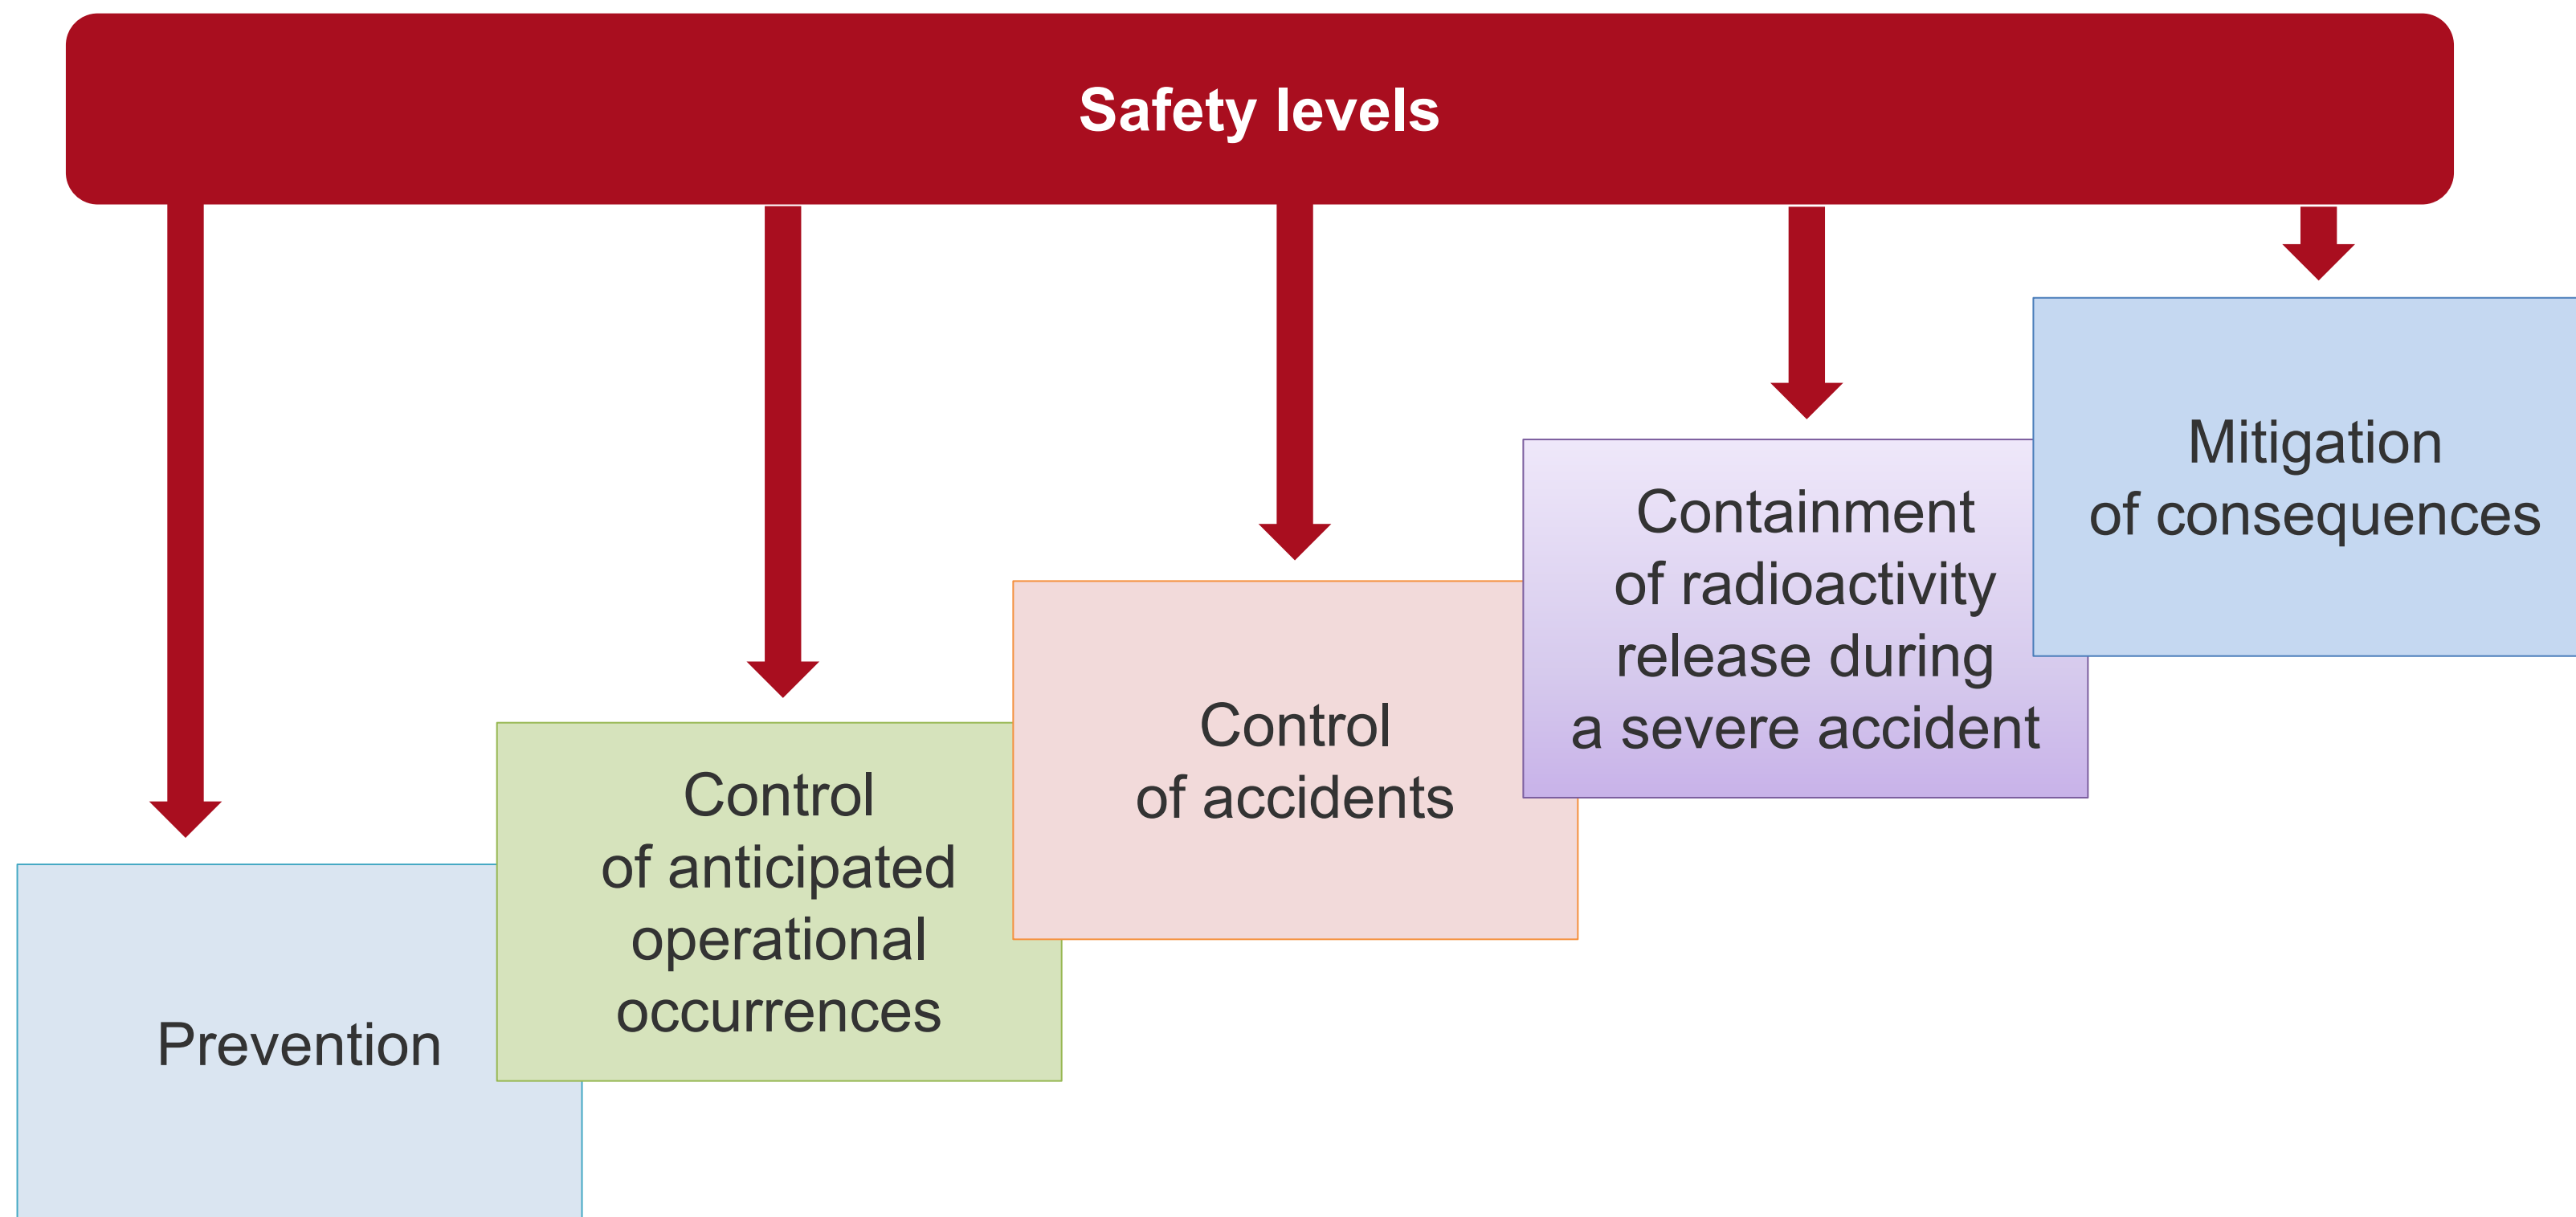 Safety levels
Prevention
Control
of anticipated
operational
occurrences
Control
of accidents
Containment
of radioactivity
release during
a severe accident
Mitigation
of consequences